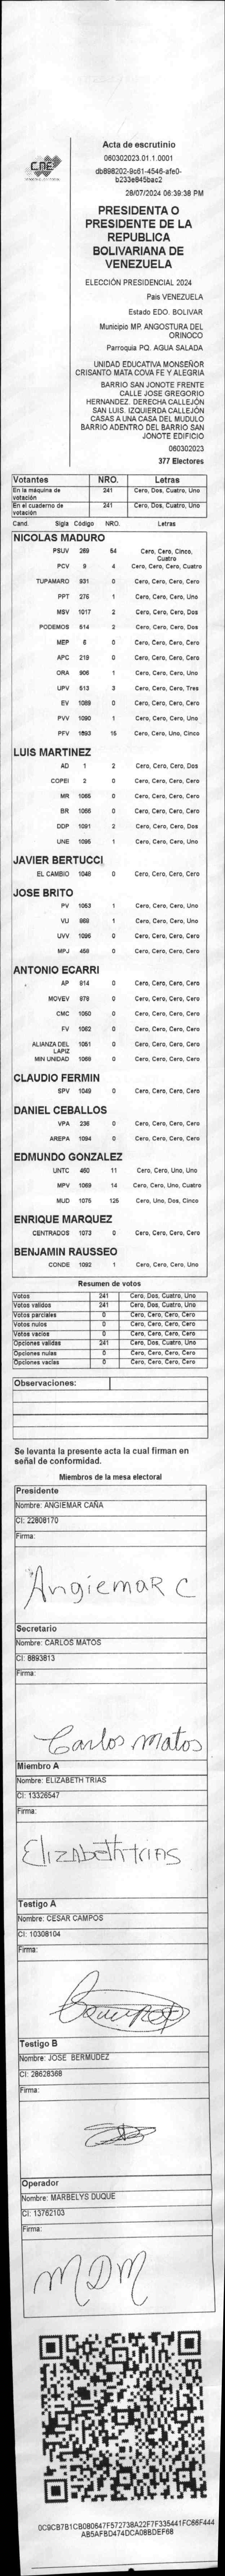 CNE
Acta de escrutinio
060302023.01.1.0001
db898202-9c61-4546-afe0-
b233e845bac2
28/07/2024 06:39:38 PM
PRESIDENTA O
PRESIDENTE DE LA
REPUBLICA
BOLIVARIANA DE
VENEZUELA
ELECCIÓN PRESIDENCIAL 2024
País VENEZUELA
Estado EDO. BOLIVAR
Municipio MP. ANGOSTURA DEL
ORINOCO
Parroquia PQ. AGUA SALADA
UNIDAD EDUCATIVA MONSEÑOR
CRISANTO MATA COVA FE Y ALEGRIA
BARRIO SAN JONOTE FRENTE
CALLE JOSE GREGORIO
HERNANDEZ. DERECHA CALLEJÓN
SAN LUIS. IZQUIERDA CALLEJÓN
CASAS A UNA CASA DEL MUDULO
BARRIO ADENTRO DEL BARRIO SAN
JONOTE EDIFICIO
060302023
377 Electores
Votantes NRO. Letras
En la máquina de votación 241 Cero, Dos, Cuatro, Uno
En el cuaderno de votación 241 Cero, Dos, Cuatro, Uno
Cand. Sigla Código NRO. Letras
NICOLAS MADURO
PSUV 269 54 Cero, Cero, Cinco, Cuatro
PCV 9 4 Cero, Cero, Cero, Cuatro
TUPAMARO 931 0 Cero, Cero, Cero, Cero
PPT 276 1 Cero, Cero, Cero, Uno
MSV 1017 2 Cero, Cero, Cero, Dos
PODEMOS 514 2 Cero, Cero, Cero, Dos
MEP 6 0 Cero, Cero, Cero, Cero
APC 219 0 Cero, Cero, Cero, Cero
ORA 906 1 Cero, Cero, Cero, Uno
UPV 513 3 Cero, Cero, Cero, Tres
EV 1089 0 Cero, Cero, Cero, Cero
PVV 1090 1 Cero, Cero, Cero, Uno
PFV 1093 15 Cero, Cero, Uno, Cinco
LUIS MARTINEZ
AD 1 2 Cero, Cero, Cero, Dos
COPEI 2 0 Cero, Cero, Cero, Cero
MR 1065 0 Cero, Cero, Cero, Cero
BR 1066 0 Cero, Cero, Cero, Cero
DDP 1091 2 Cero, Cero, Cero, Dos
UNE 1095 1 Cero, Cero, Cero, Uno
JAVIER BERTUCCI
EL CAMBIO 1048 0 Cero, Cero, Cero, Cero
JOSE BRITO
PV 1053 1 Cero, Cero, Cero, Uno
VU 868 1 Cero, Cero, Cero, Uno
UVV 1096 0 Cero, Cero, Cero, Cero
MPJ 458 0 Cero, Cero, Cero, Cero
ANTONIO ECARRI
AP 814 0 Cero, Cero, Cero, Cero
MOVEV 878 0 Cero, Cero, Cero, Cero
CMC 1050 0 Cero, Cero, Cero, Cero
FV 1062 0 Cero, Cero, Cero, Cero
ALIANZA DEL LAPIZ 1051 0 Cero, Cero, Cero, Cero
MIN UNIDAD 1069 0 Cero, Cero, Cero, Cero
CLAUDIO FERMIN
SPV 1049 0 Cero, Cero, Cero, Cero
DANIEL CEBALLOS
VPA 236 0 Cero, Cero, Cero, Cero
AREPA 1094 0 Cero, Cero, Cero, Cero
EDMUNDO GONZALEZ
UNTC 460 11 Cero, Cero, Uno, Uno
MPV 1069 14 Cero, Cero, Uno, Cuatro
MUD 1075 125 Cero, Uno, Dos, Cinco
ENRIQUE MARQUEZ
CENTRADOS 1073 0 Cero, Cero, Cero, Cero
BENJAMIN RAUSSEO
CONDE 1092 1 Cero, Cero, Cero, Uno
Resumen de votos
Votos 241 Cero, Dos, Cuatro, Uno
Votos validos 241 Cero, Dos, Cuatro, Uno
Votos parciales 0 Cero, Cero, Cero, Cero
Votos nulos 0 Cero, Cero, Cero, Cero
Votos vacios 0 Cero, Cero, Cero, Cero
Opciones validas 241 Cero, Dos, Cuatro, Uno
Opciones nulas 0 Cero, Cero, Cero, Cero
Opciones vacias 0 Cero, Cero, Cero, Cero
Observaciones:
Se levanta la presente acta la cual firman en
señal de conformidad.
Miembros de la mesa electoral
Presidente
Nombre: ANGIEMAR CAÑA
CI: 22808170
Firma:
Angiemar C
Secretario
Nombre: CARLOS MATOS
CI: 8893813
Firma:
Carlos matos
Miembro A
Nombre: ELIZABETH TRIAS
CI: 13326547
Firma:
Elizabeth trias
Testigo A
Nombre: CESAR CAMPOS
CI: 10308104
Firma:
Testigo B
Nombre: JOSE BERMUDEZ
CI: 28628368
Firma:
Operador
Nombre: MARBELYS DUQUE
CI: 13762103
Firma:
MDM
0C9CB7B1CB080647F572738A22F7F335441FC66F444
AB5AFBD474DCA08BDEF68